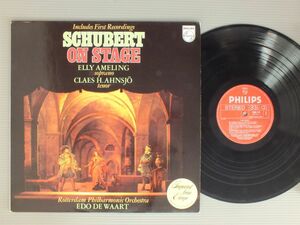 Includes First Recordings
SCHUBERT
ON STAGE
ELLY AMELING
soprano
CLAES H. AHNSJÖ
tenor
Rotterdam Philharmonic Orchestra
EDO DE WAART
PHILIPS
PHILIPS
STEREO